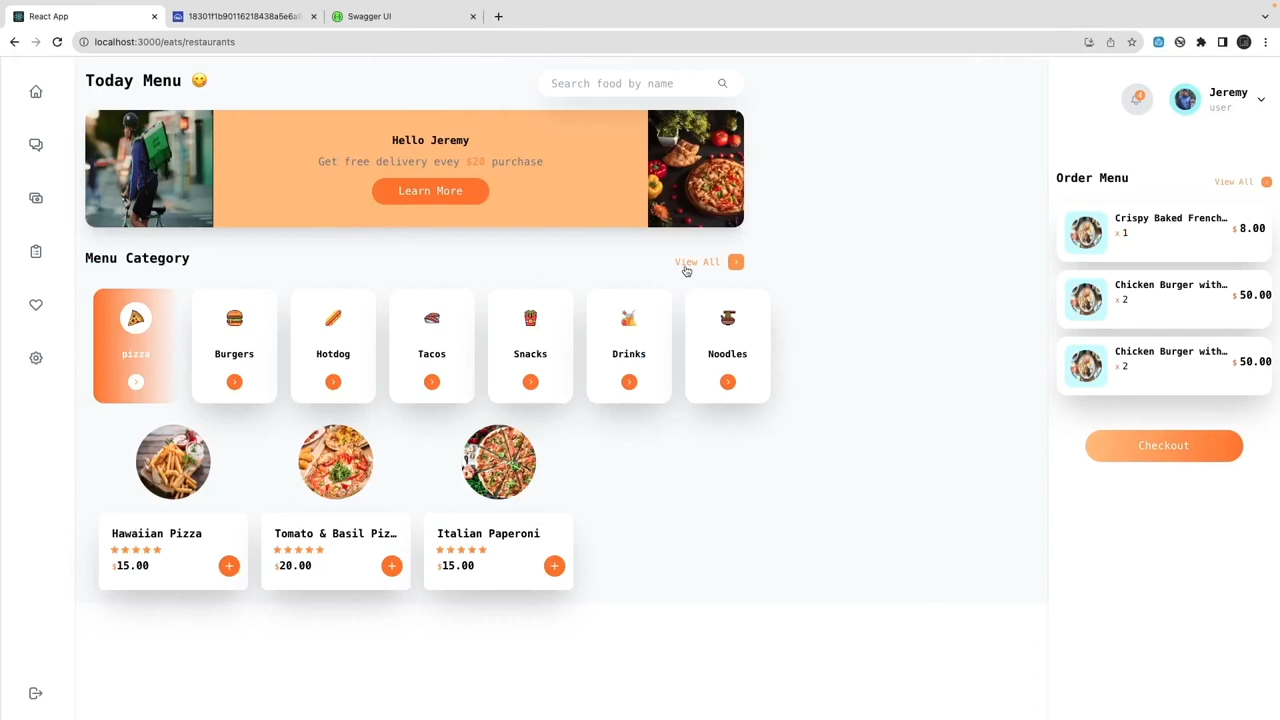 React App
18301f1b90116218438a5e6a8
Swagger UI
localhost:3000/eats/restaurants
Today Menu 😋
Search food by name
4
Jeremy
user
Hello Jeremy
Get free delivery evey $20 purchase
Learn More
Order Menu
View All
Crispy Baked French…
x 1
$ 8.00
Chicken Burger with…
x 2
$ 50.00
Chicken Burger with…
x 2
$ 50.00
Checkout
Menu Category
View All
pizza
Burgers
Hotdog
Tacos
Snacks
Drinks
Noodles
Hawaiian Pizza
$15.00
Tomato & Basil Piz…
$20.00
Italian Paperoni
$15.00